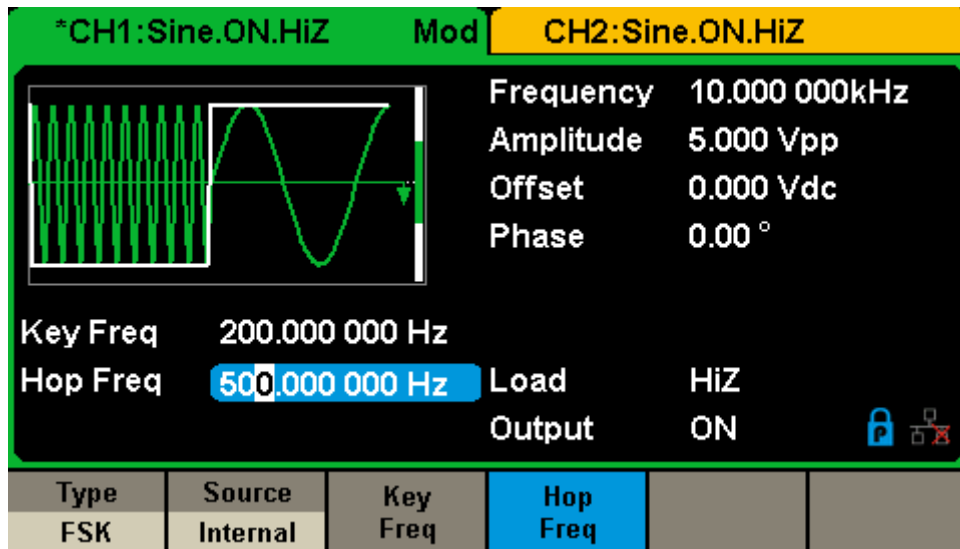 *CH1:Sine.ON.HiZ Mod CH2:Sine.ON.HiZ
Frequency 10.000 000kHz
Amplitude 5.000 Vpp
Offset 0.000 Vdc
Phase 0.00 °
Key Freq 200.000 000 Hz
Hop Freq 500.000 000 Hz Load HiZ
Output ON P
Type Source Key Hop
FSK Internal Freq Freq